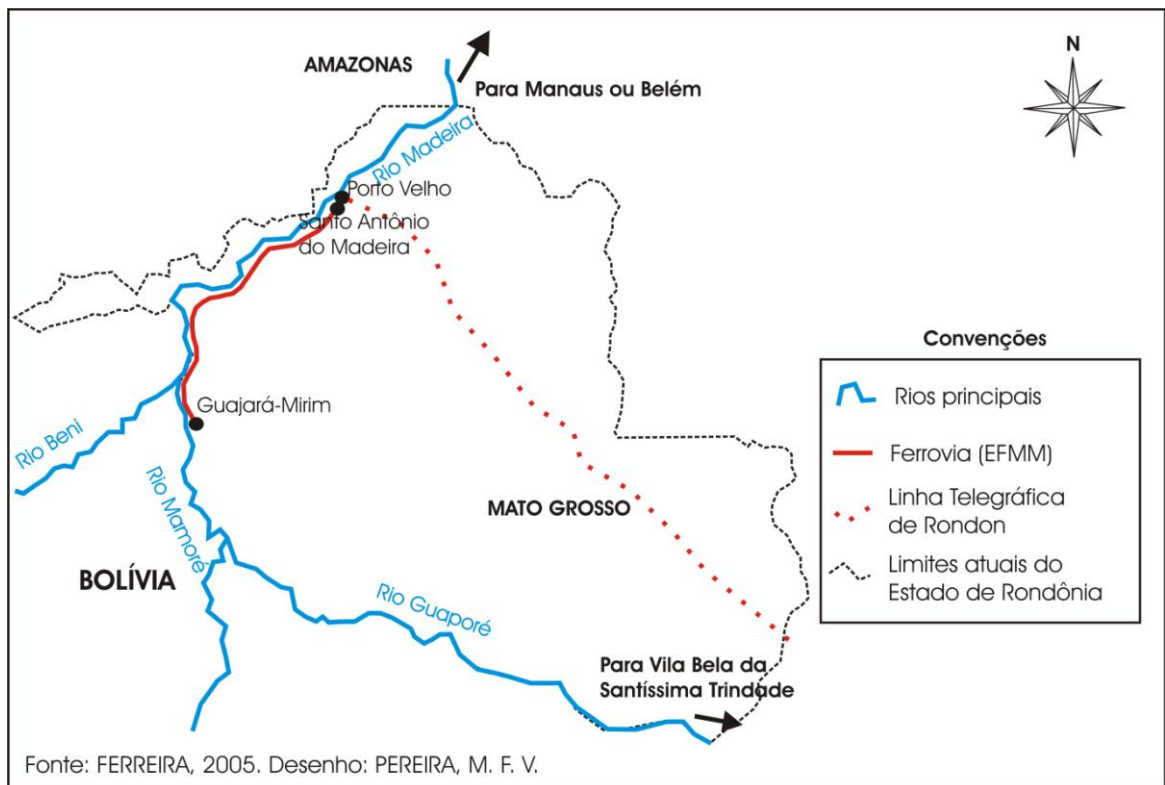 AMAZONAS
Para Manaus ou Belém
N
Rio Madeira
Porto Velho
Santo Antônio
do Madeira
Convenções
Rios principais
Ferrovia (EFMM)
Linha Telegráfica
de Rondon
Limites atuais do
Estado de Rondônia
Guajará-Mirim
Rio Beni
Rio Mamoré
MATO GROSSO
BOLÍVIA
Rio Guaporé
Para Vila Bela da
Santíssima Trindade
Fonte: FERREIRA, 2005. Desenho: PEREIRA, M. F. V.